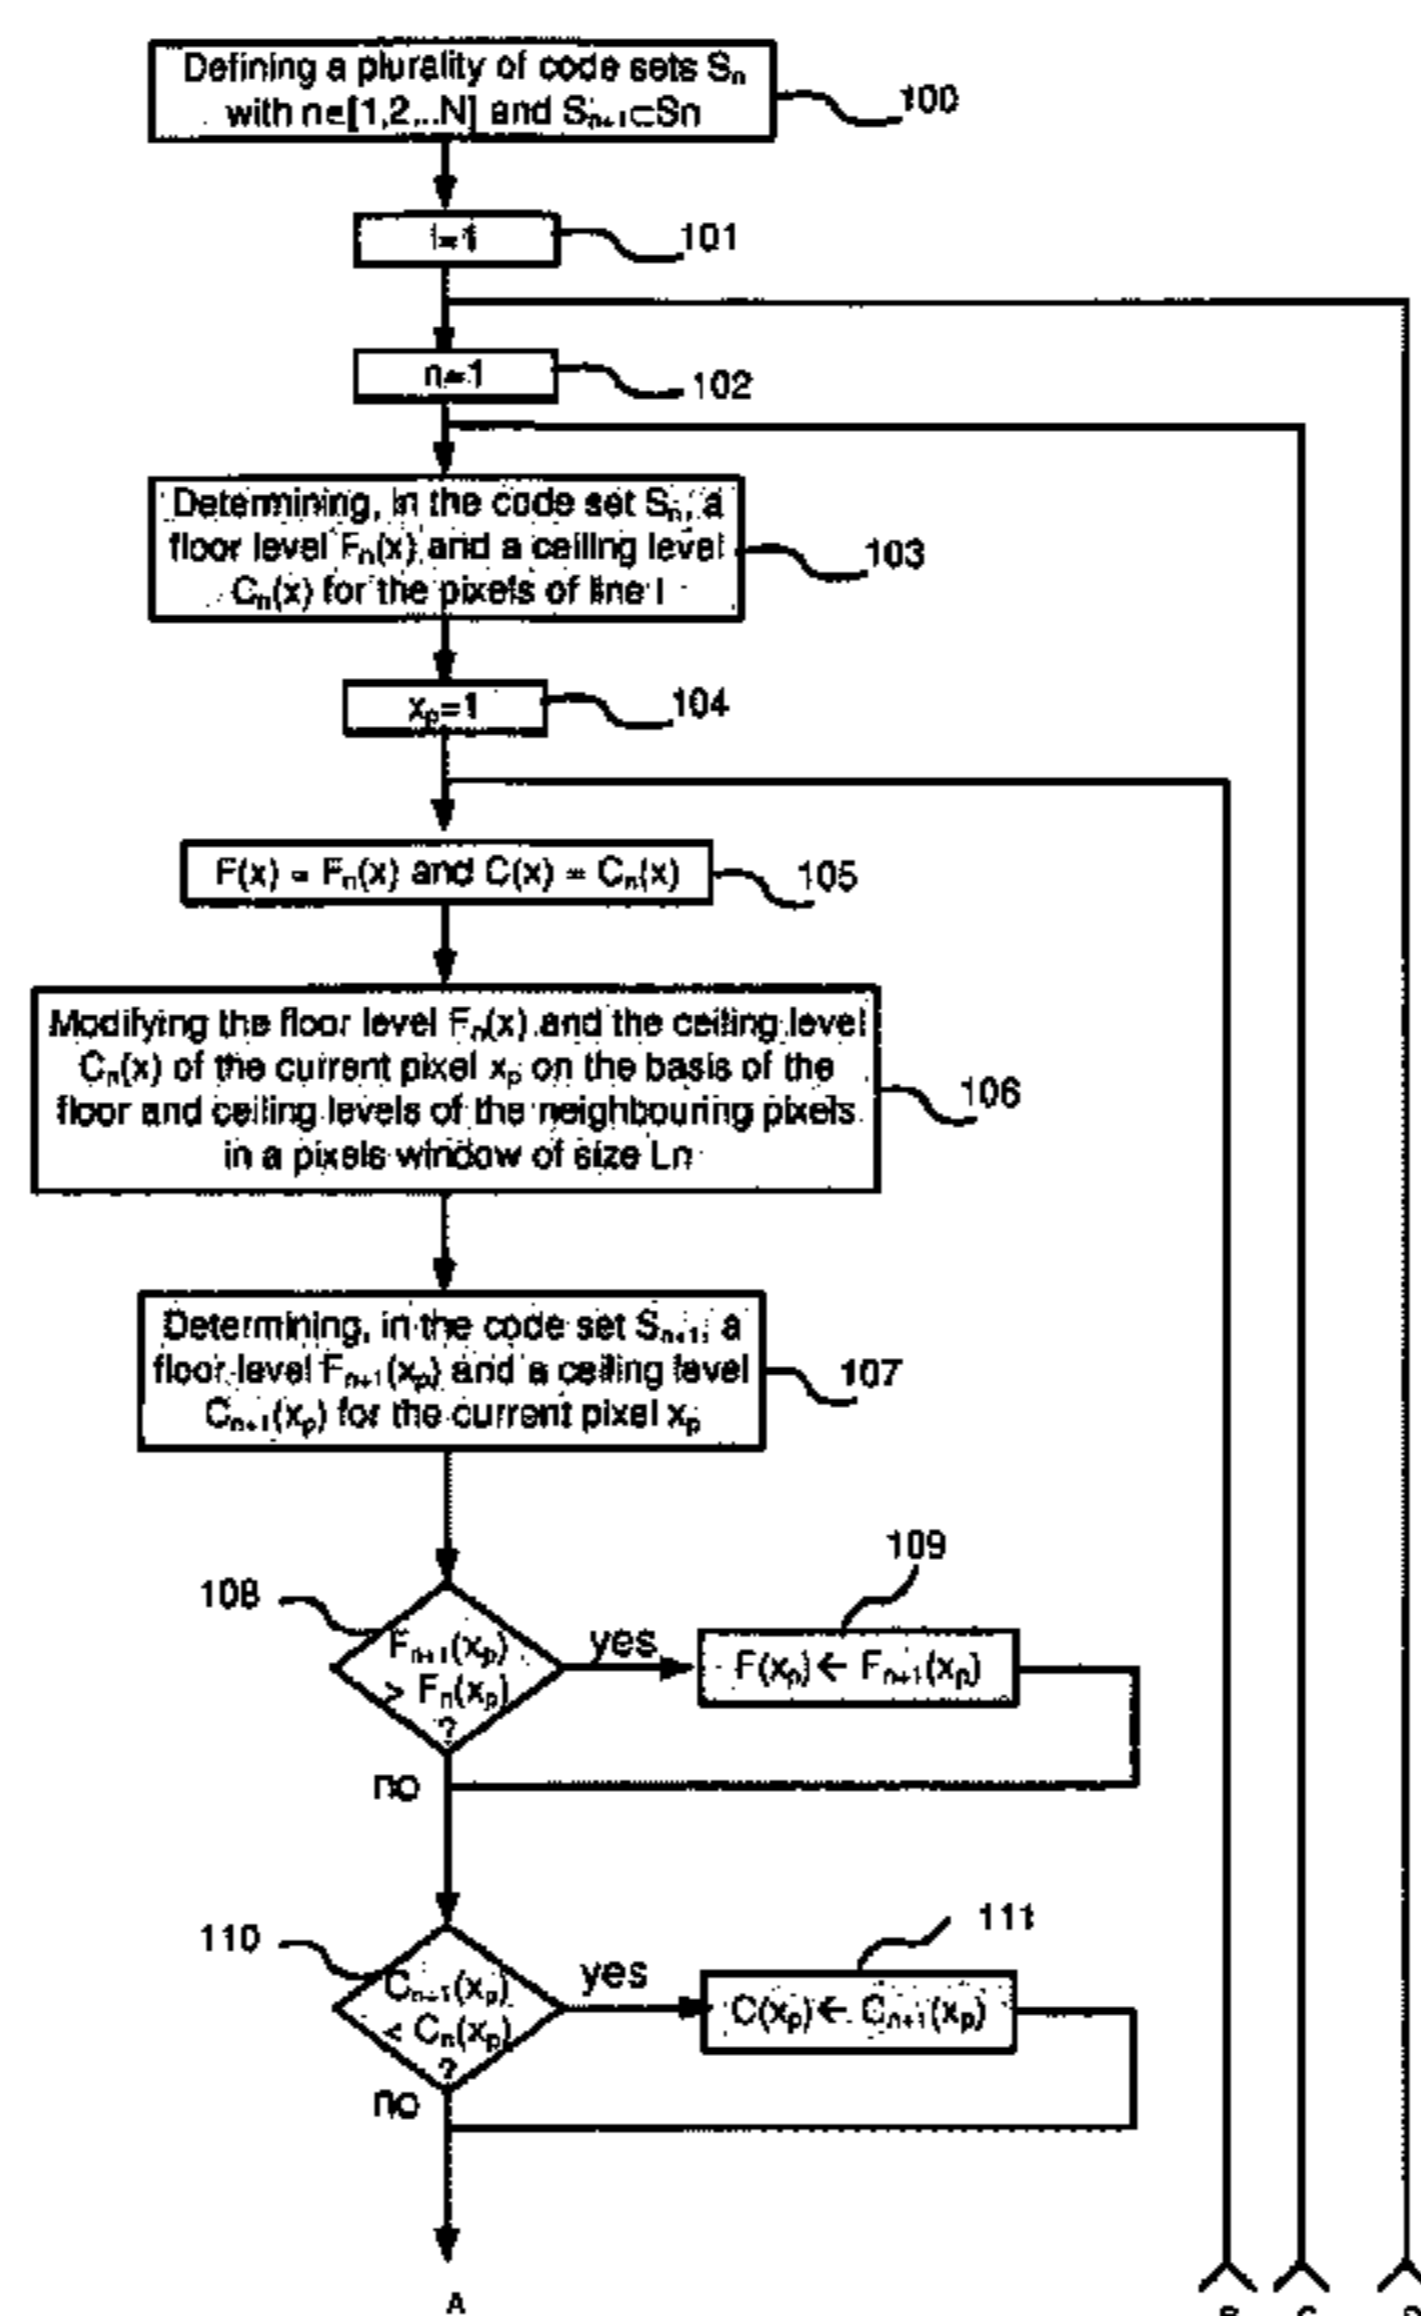 Defining a plurality of code sets Sn
with n∈[1,2...N] and Sn+1⊂Sn
100
l=1
101
n=1
102
Determining, in the code set Sn, a
floor level Fn(x) and a ceiling level
Cn(x) for the pixels of line l
103
xp=1
104
F(x) = Fn(x) and C(x) = Cn(x)
105
Modifying the floor level Fn(x) and the ceiling level
Cn(x) of the current pixel xp on the basis of the
floor and ceiling levels of the neighbouring pixels
in a pixels window of size Ln
106
Determining, in the code set Sn+1, a
floor level Fn+1(xp) and a ceiling level
Cn+1(xp) for the current pixel xp
107
108
Fn+1(xp)
> Fn(xp)
?
yes
109
F(xp)← Fn+1(xp)
no
110
Cn+1(xp)
< Cn(xp)
?
yes
111
C(xp)← Cn+1(xp)
no
A